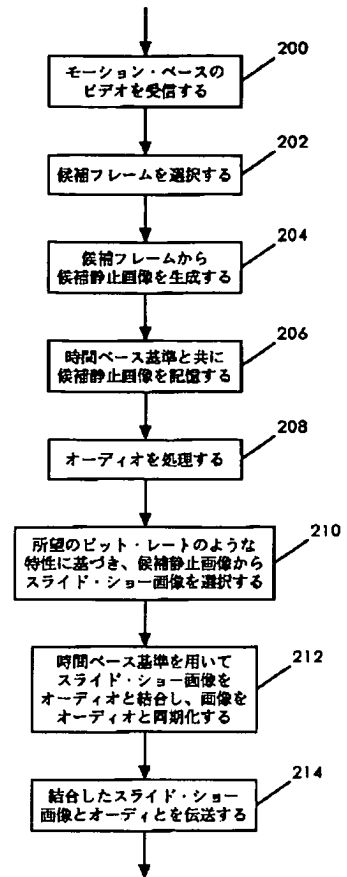 200
モーション・ベースの
ビデオを受信する
202
候補フレームを選択する
204
候補フレームから
候補静止画像を生成する
206
時間ベース基準と共に
候補静止画像を記憶する
208
オーディオを処理する
210
所望のビット・レートのような
特性に基づき、候補静止画像から
スライド・ショー画像を選択する
212
時間ベース基準を用いて
スライド・ショー画像を
オーディオと結合し、画像を
オーディオと同期化する
214
結合したスライド・ショー
画像とオーディとを伝送する